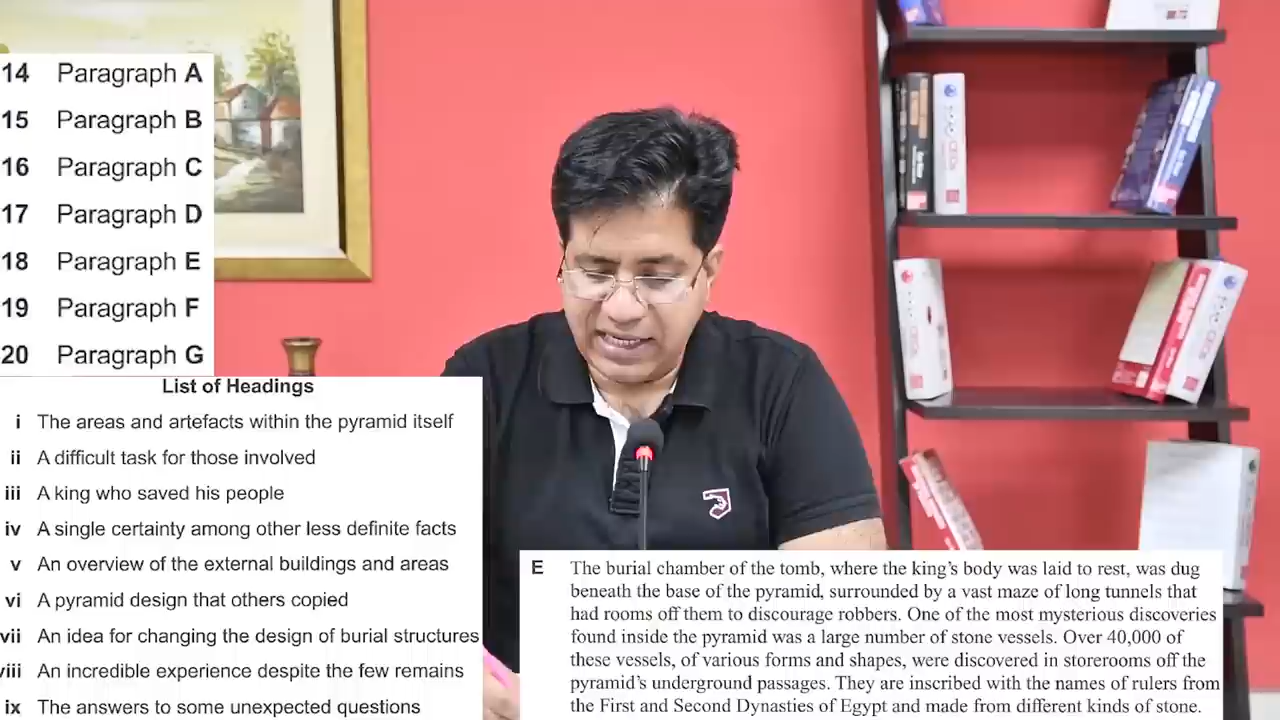 14 Paragraph A
15 Paragraph B
16 Paragraph C
17 Paragraph D
18 Paragraph E
19 Paragraph F
20 Paragraph G
List of Headings
i The areas and artefacts within the pyramid itself
ii A difficult task for those involved
iii A king who saved his people
iv A single certainty among other less definite facts
v An overview of the external buildings and areas
vi A pyramid design that others copied
vii An idea for changing the design of burial structures
viii An incredible experience despite the few remains
ix The answers to some unexpected questions
E The burial chamber of the tomb, where the king's body was laid to rest, was dug
beneath the base of the pyramid, surrounded by a vast maze of long tunnels that
had rooms off them to discourage robbers. One of the most mysterious discoveries
found inside the pyramid was a large number of stone vessels. Over 40,000 of
these vessels, of various forms and shapes, were discovered in storerooms off the
pyramid's underground passages. They are inscribed with the names of rulers from
the First and Second Dynasties of Egypt and made from different kinds of stone.